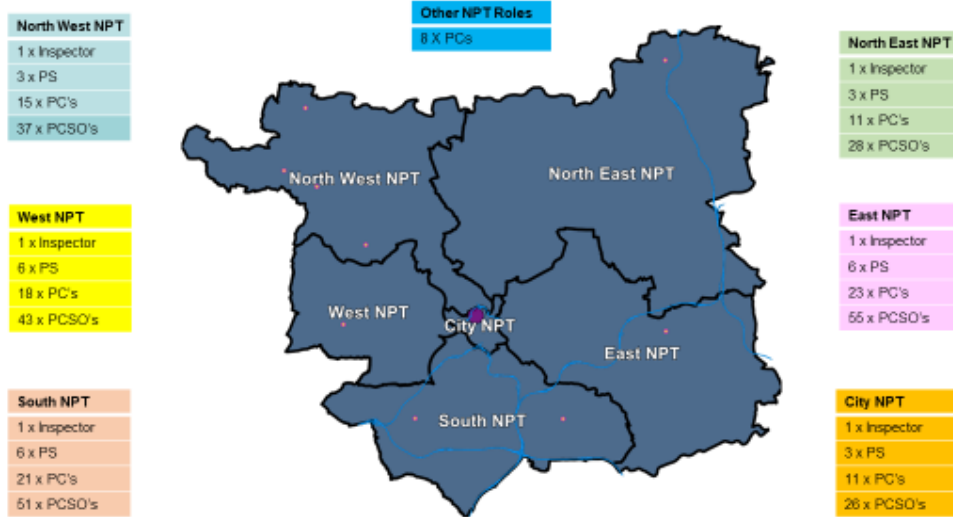 Other NPT Roles
8 X PCs
North West NPT
1 x Inspector
3 x PS
15 x PC's
37 x PCSO's
North East NPT
1 x Inspector
3 x PS
11 x PC's
28 x PCSO's
West NPT
1 x Inspector
6 x PS
18 x PC's
43 x PCSO's
East NPT
1 x Inspector
6 x PS
23 x PC's
55 x PCSO's
South NPT
1 x Inspector
6 x PS
21 x PC's
51 x PCSO's
City NPT
1 x Inspector
3 x PS
11 x PC's
26 x PCSO's
North West NPT
North East NPT
West NPT
City NPT
East NPT
South NPT